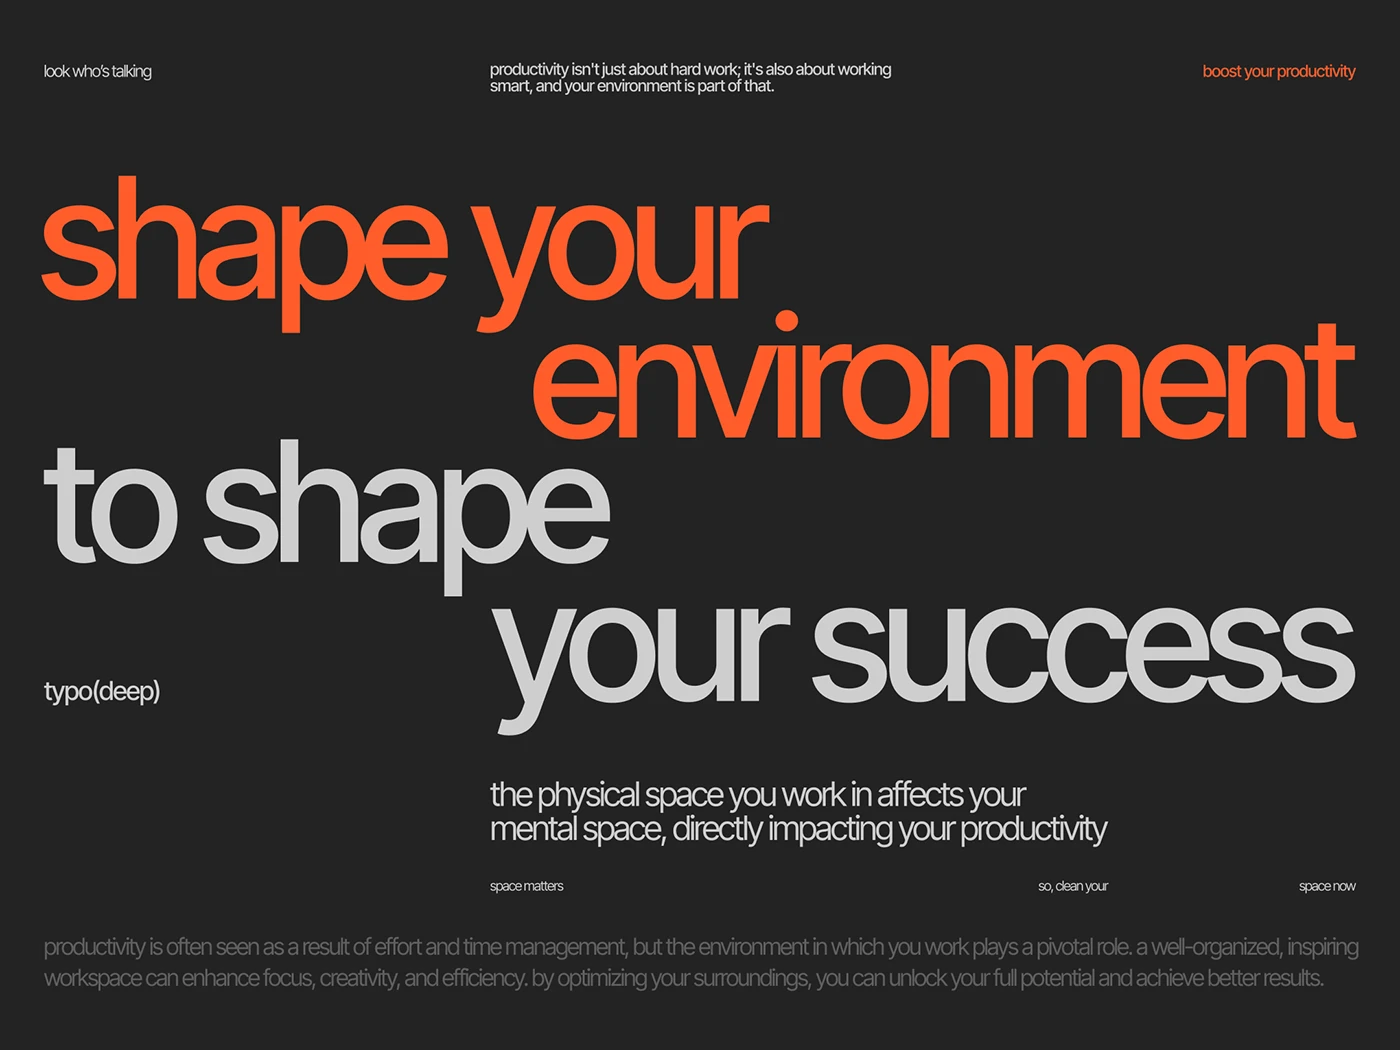 look who's talking
productivity isn't just about hard work; it's also about working
smart, and your environment is part of that.
boost your productivity
shape your
environment
to shape
your success
typo(deep)
the physical space you work in affects your
mental space, directly impacting your productivity
space matters
so, clean your
space now
productivity is often seen as a result of effort and time management, but the environment in which you work plays a pivotal role. a well-organized, inspiring
workspace can enhance focus, creativity, and efficiency. by optimizing your surroundings, you can unlock your full potential and achieve better results.